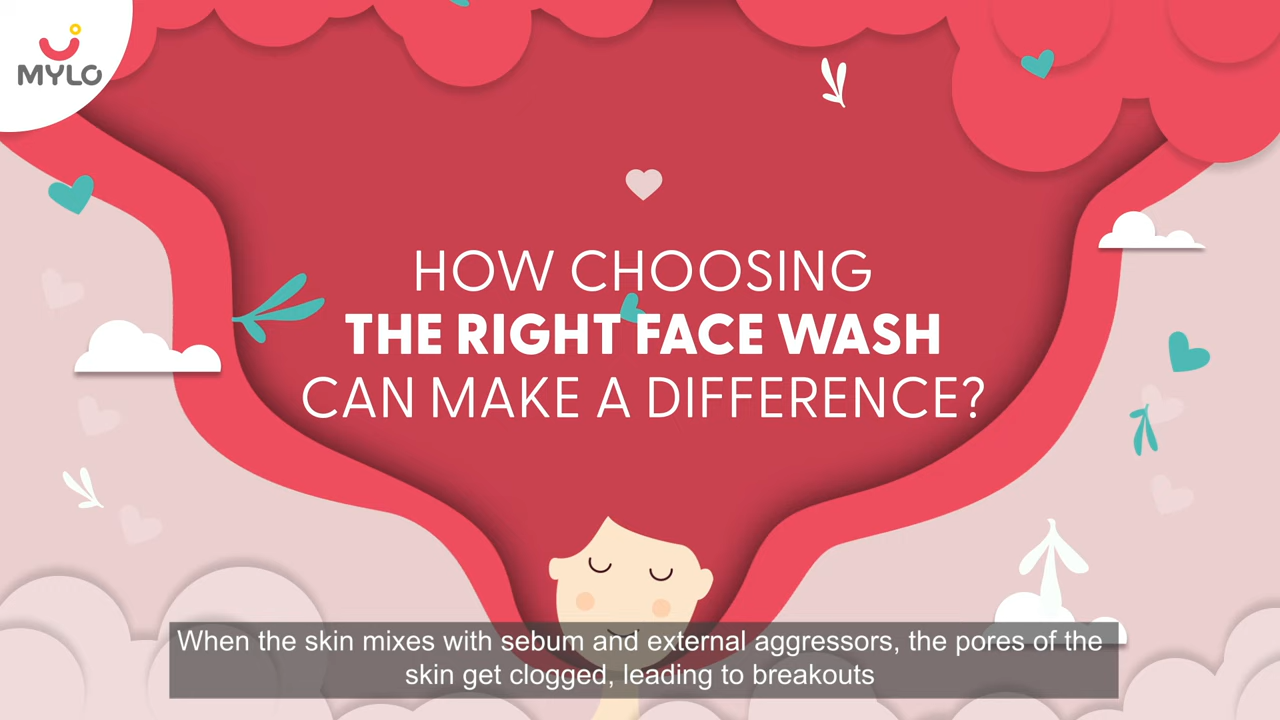 MYLO
HOW CHOOSING
THE RIGHT FACE WASH
CAN MAKE A DIFFERENCE?
When the skin mixes with sebum and external aggressors, the pores of the
skin get clogged, leading to breakouts